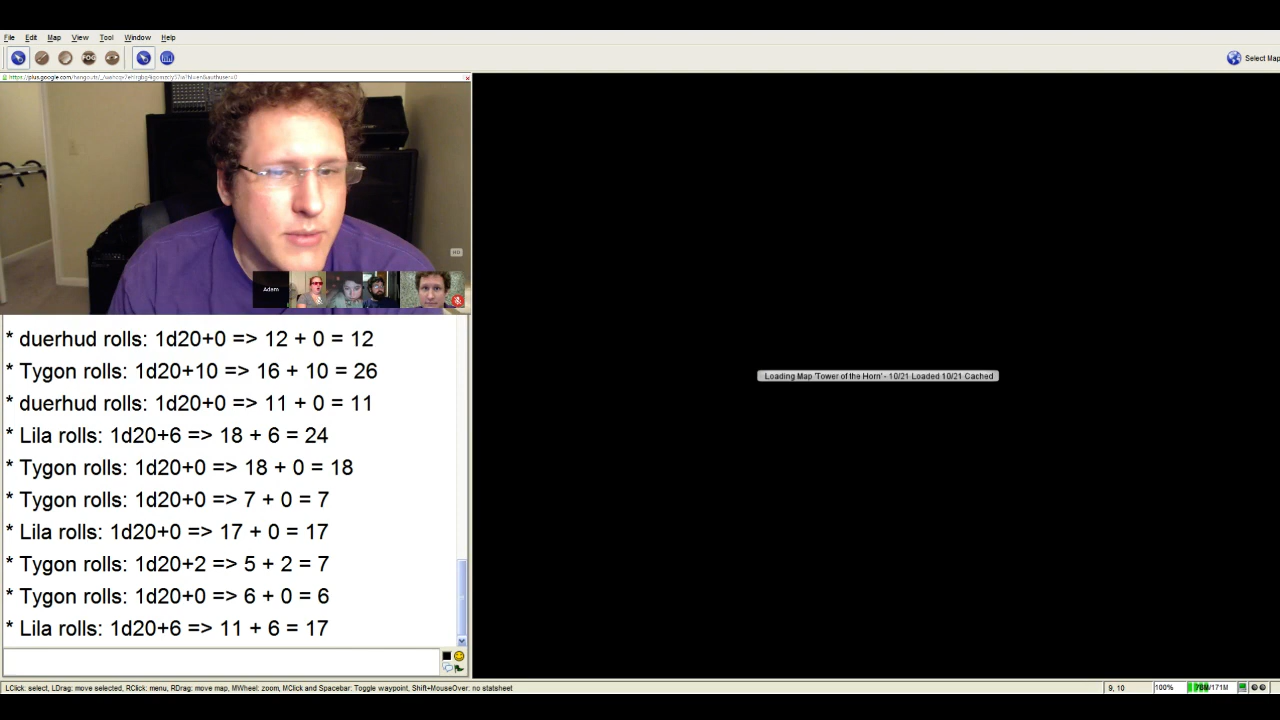 File Edit Map View Tool Window Help
FOG
Select Map
HD
Adam
* duerhud rolls: 1d20+0 => 12 + 0 = 12
* Tygon rolls: 1d20+10 => 16 + 10 = 26
* duerhud rolls: 1d20+0 => 11 + 0 = 11
* Lila rolls: 1d20+6 => 18 + 6 = 24
* Tygon rolls: 1d20+0 => 18 + 0 = 18
* Tygon rolls: 1d20+0 => 7 + 0 = 7
* Lila rolls: 1d20+0 => 17 + 0 = 17
* Tygon rolls: 1d20+2 => 5 + 2 = 7
* Tygon rolls: 1d20+0 => 6 + 0 = 6
* Lila rolls: 1d20+6 => 11 + 6 = 17
Loading Map 'Tower of the Horn' - 10/21 Loaded 10/21 Cached
LClick: select, LDrag: move selected, RClick: menu, RDrag: move map, MWheel: zoom, MClick and Spacebar: Toggle waypoint, Shift+MouseOver: no statsheet
9, 10 100% 78M/171M